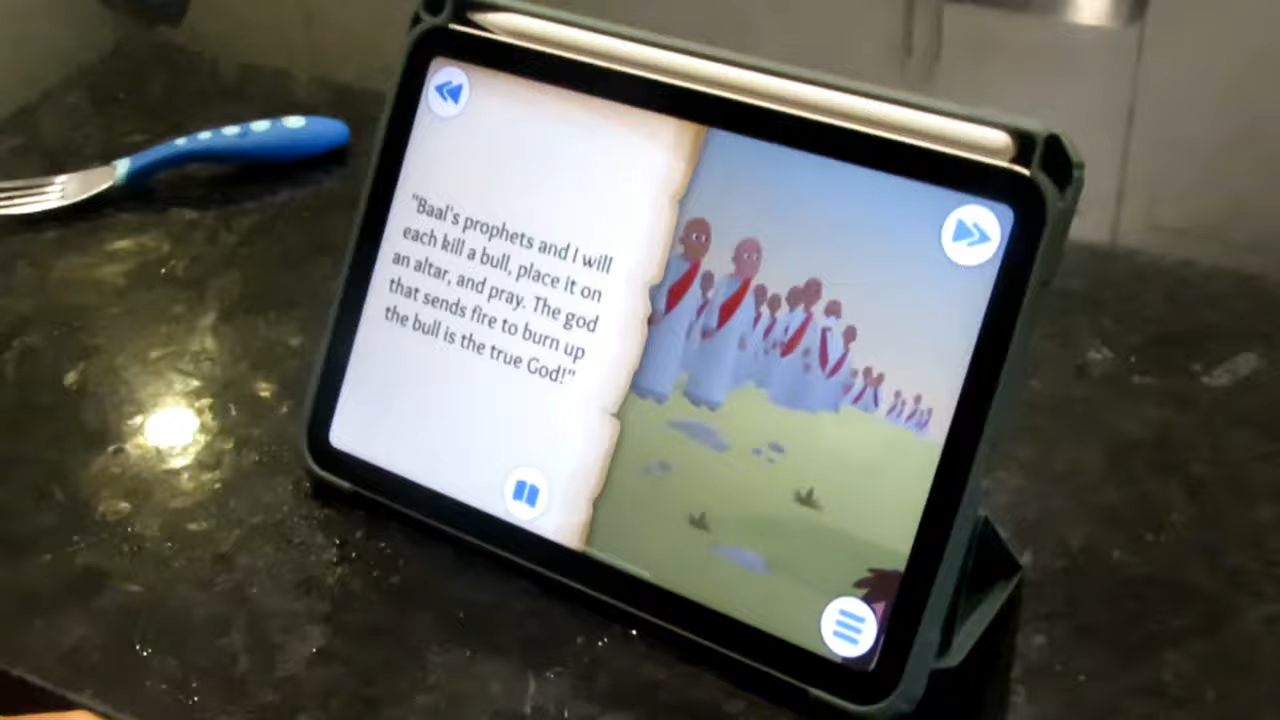 "Baal's prophets and I will
each kill a bull, place it on
an altar, and pray. The god
that sends fire to burn up
the bull is the true God!"